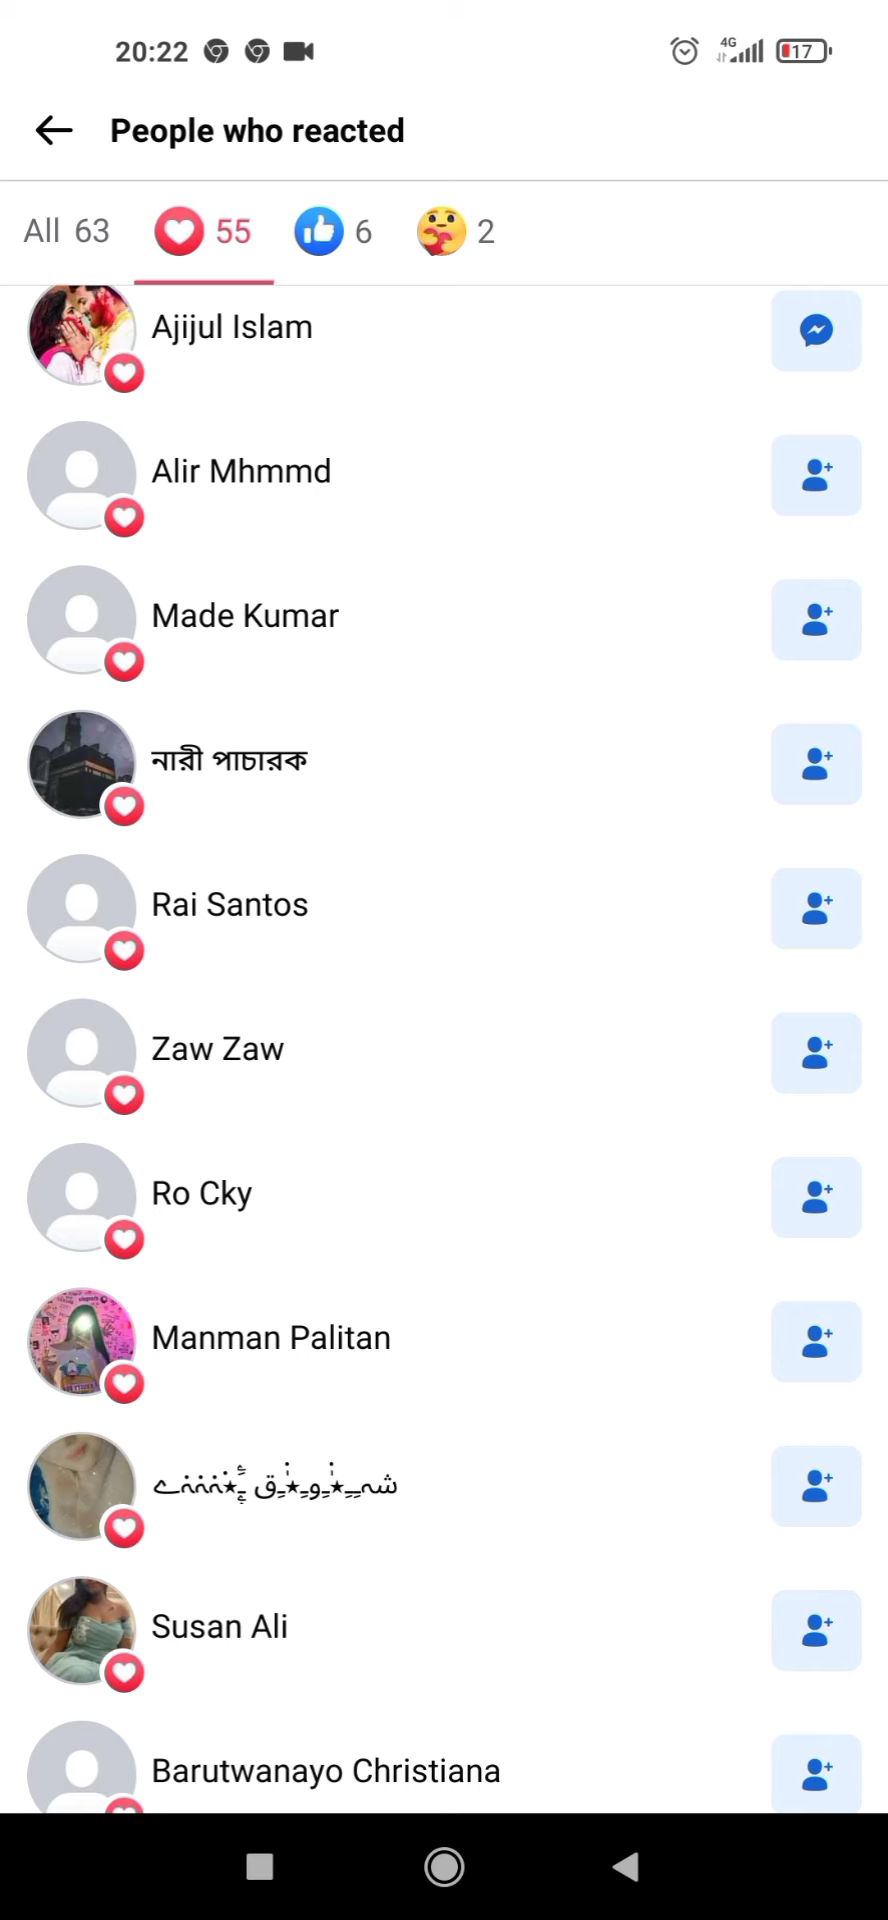 20:22
4G
17
People who reacted
All 63
55
6
2
Ajijul Islam
Alir Mhmmd
Made Kumar
নারী পাচারক
Rai Santos
Zaw Zaw
Ro Cky
Manman Palitan
Susan Ali
Barutwanayo Christiana